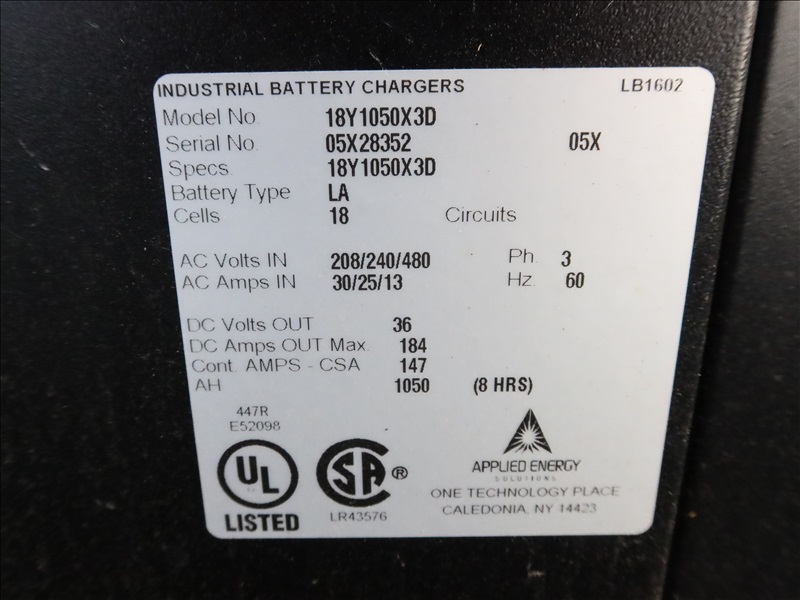 INDUSTRIAL BATTERY CHARGERS LB1602
Model No. 18Y1050X3D
Serial No. 05X28352 05X
Specs 18Y1050X3D
Battery Type LA
Cells 18 Circuits
AC Volts IN 208/240/480 Ph. 3
AC Amps IN 30/25/13 Hz 60
DC Volts OUT 36
DC Amps OUT Max. 184
Cont. AMPS - CSA 147
AH 1050 (8 HRS)
447R
E52098
UL
LISTED
SA ®
LR43576
APPLIED ENERGY
SOLUTIONS
ONE TECHNOLOGY PLACE
CALEDONIA, NY 14423